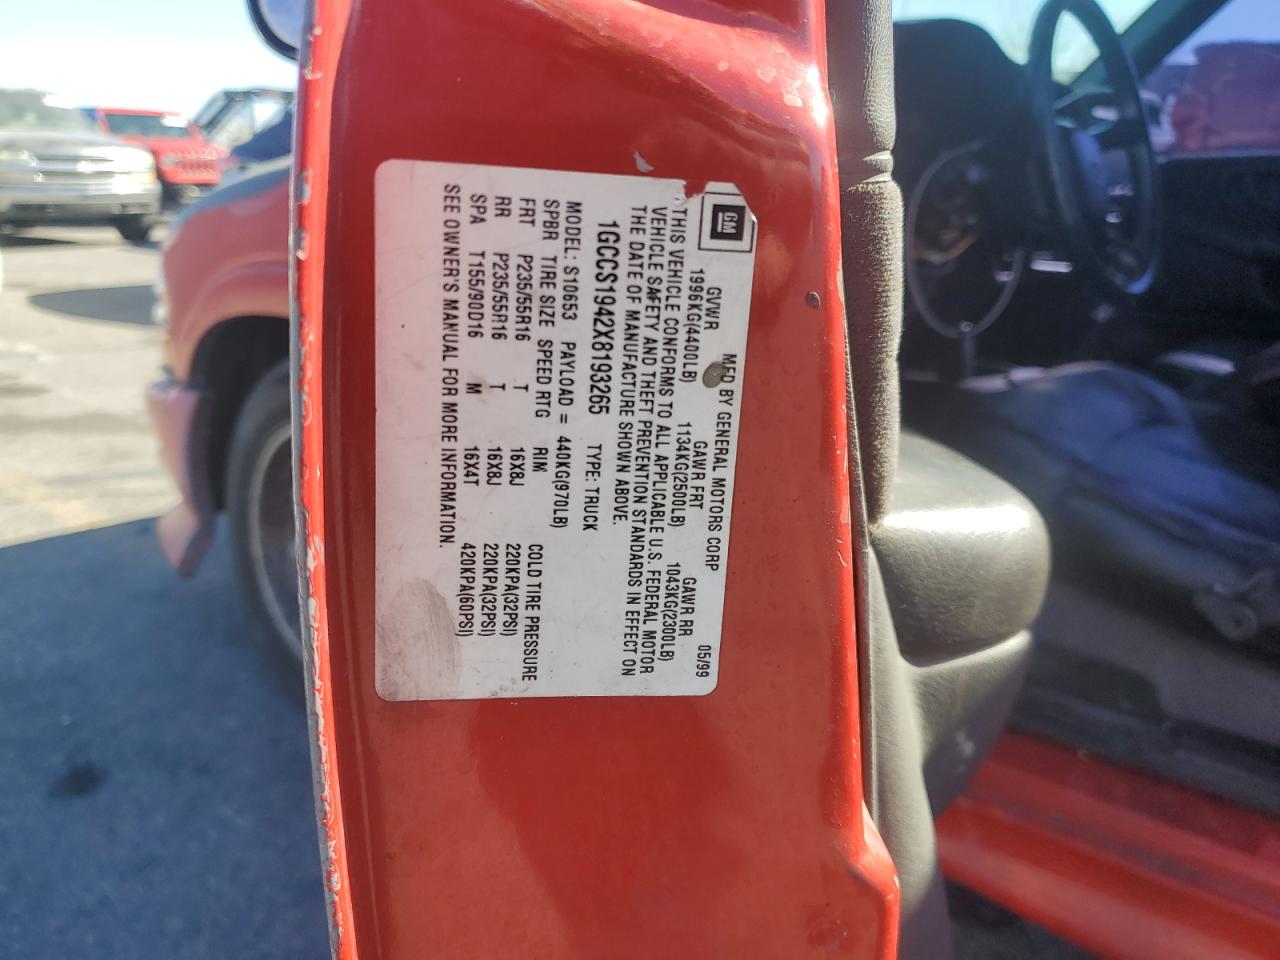 GM
MFD BY GENERAL MOTORS CORP 05/99
GVWR GAWR FRT GAWR RR
1996KG(4400LB) 1134KG(2500LB) 1043KG(2300LB)
THIS VEHICLE CONFORMS TO ALL APPLICABLE U.S. FEDERAL MOTOR
VEHICLE SAFETY AND THEFT PREVENTION STANDARDS IN EFFECT ON
THE DATE OF MANUFACTURE SHOWN ABOVE.
1GCCS1942X8193265 TYPE: TRUCK
MODEL: S10653 PAYLOAD = 440KG(970LB)
SPBR TIRE SIZE SPEED RTG RIM COLD TIRE PRESSURE
FRT P235/55R16 T 16X8J 220KPA(32PSI)
RR P235/55R16 T 16X8J 220KPA(32PSI)
SPA T155/90D16 M 16X4T 420KPA(60PSI)
SEE OWNER'S MANUAL FOR MORE INFORMATION.